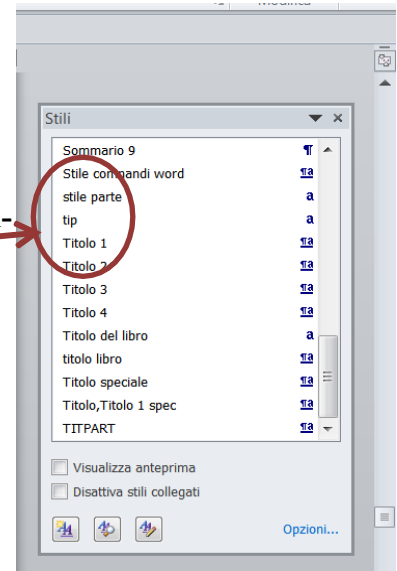 Modifica
Stili
Sommario 9 ¶
Stile comandi word ¶a
stile parte a
tip a
Titolo 1 ¶a
Titolo 2 ¶a
Titolo 3 ¶a
Titolo 4 ¶a
Titolo del libro a
titolo libro ¶a
Titolo speciale ¶a
Titolo,Titolo 1 spec ¶a
TITPART ¶a
Visualizza anteprima
Disattiva stili collegati
Opzioni...